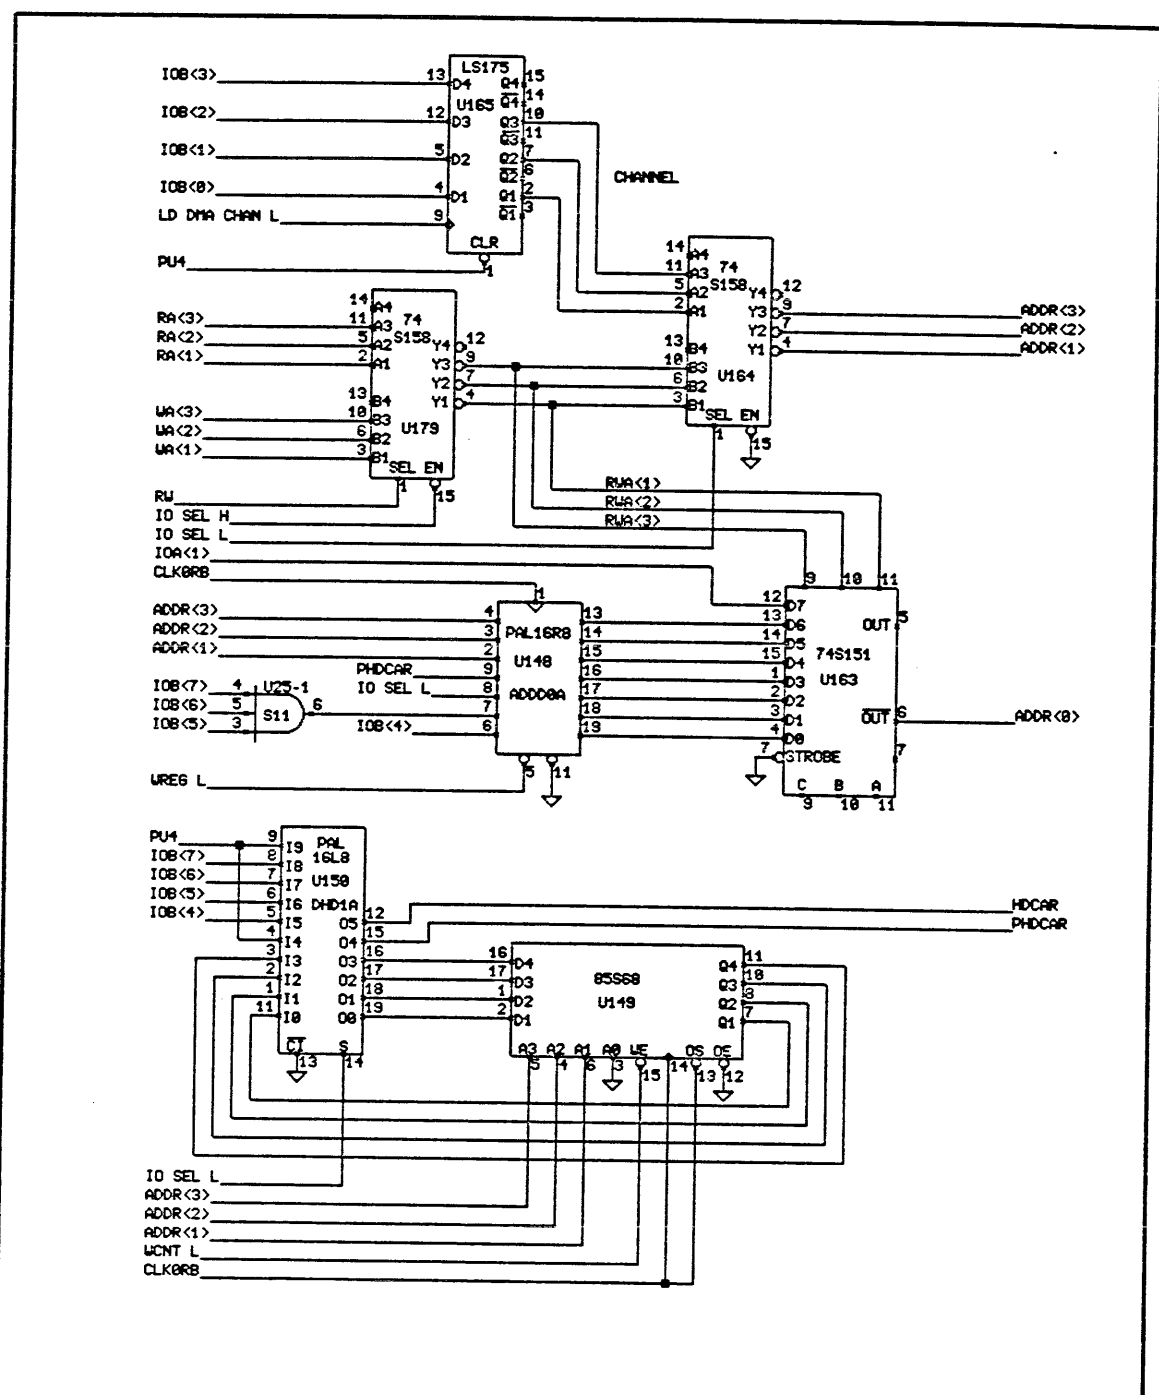 LS175
IOB<3> 13 D4 Q4 15
U165 Q4 14
IOB<2> 12 D3 Q3 10
Q3 11
IOB<1> 5 D2 Q2 7
Q2 6
IOB<0> 4 D1 Q1 2
Q1 3
LD DMA CHAN L 9
CLR
PU4 1
CHANNEL
14 A4 74
11 A3 S158
5 A2 Y4 12
2 A1 Y3 9 ADDR<3>
Y2 7 ADDR<2>
13 B4 Y1 4 ADDR<1>
10 B3
6 B2 U164
3 B1
SEL EN
1 15
14 A4 74
RA<3> 11 A3 S158
RA<2> 5 A2 Y4 12
RA<1> 2 A1 Y3 9
Y2 7
13 B4 Y1 4
WA<3> 10 B3
WA<2> 6 B2 U179
WA<1> 3 B1
SEL EN
1 15
RW
IO SEL H
IO SEL L
IOA<1>
CLK0RB
RWA<1>
RWA<2>
RWA<3>
1
ADDR<3> 4 PAL16R8 13
ADDR<2> 3 14
ADDR<1> 2 U148 15
PHDCAR 9 16
IO SEL L 8 ADDD0A 17
7 18
IOB<4> 6 19
IOB<7> 4 U25-1
IOB<6> 5 S11 6
IOB<5> 3
WREG L 5 11
9 10 11
12 D7
13 D6 OUT 5
14 D5
15 D4 74S151
1 D3 U163
2 D2
3 D1 OUT 6 ADDR<0>
4 D0
7 STROBE 7
C B A
9 10 11
PU4 9 I9 PAL
IOB<7> 8 I8 16L8
IOB<6> 7 I7 U150
IOB<5> 6 I6 DHD1A
IOB<4> 5 I5 O5 12 HDCAR
4 I4 O4 15 PHDCAR
3 I3 O3 16
2 I2 O2 17
1 I1 O1 18
11 I0 O0 19
CI S
13 14
16 D4 Q4 11
17 D3 85S68 Q3 10
1 D2 U149 Q2 8
2 D1 Q1 7
A3 A2 A1 A0 WE OS OE
5 4 6 3 15 14 13 12
IO SEL L
ADDR<3>
ADDR<2>
ADDR<1>
WCNT L
CLK0RB